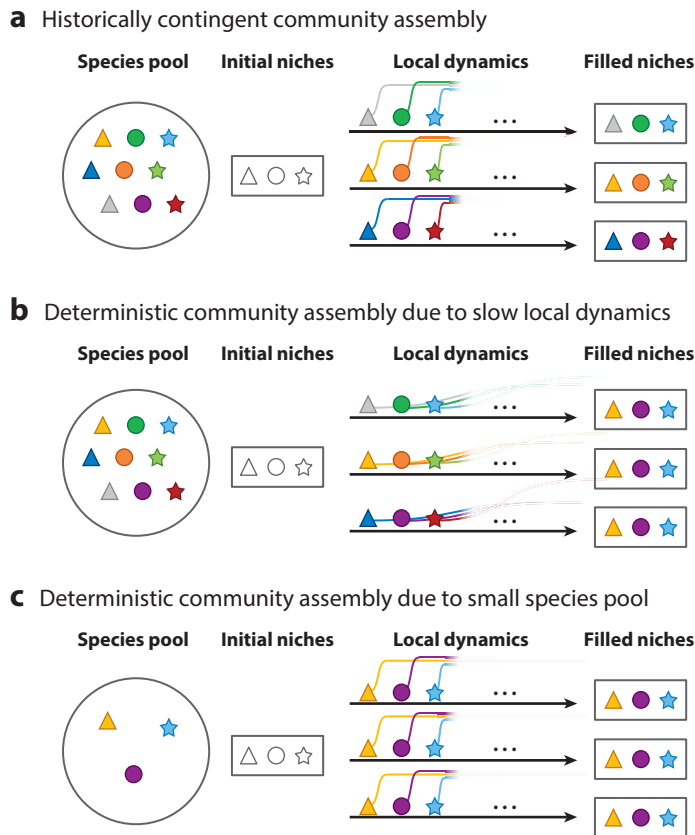 a Historically contingent community assembly
Species pool Initial niches Local dynamics Filled niches
...
...
...
b Deterministic community assembly due to slow local dynamics
Species pool Initial niches Local dynamics Filled niches
...
...
...
c Deterministic community assembly due to small species pool
Species pool Initial niches Local dynamics Filled niches
...
...
...